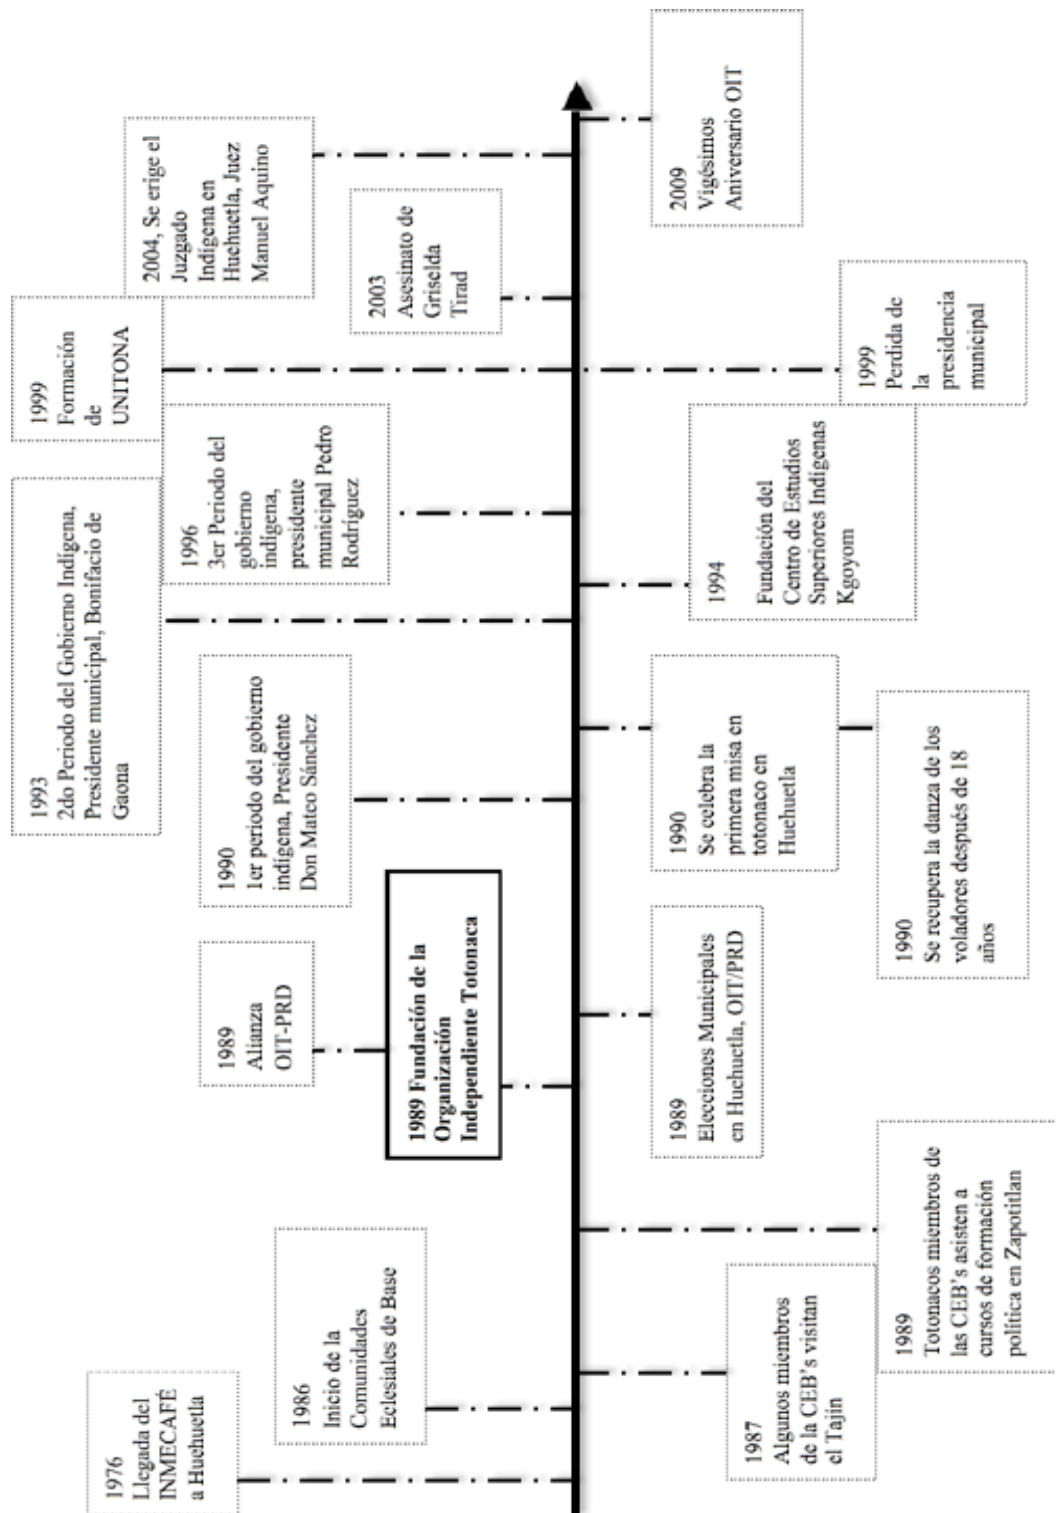 1976
Llegada del
INMECAFÉ
a Huehuetla
1986
Inicio de la
Comunidades
Eclesiales de Base
1987
Algunos miembros
de la CEB's visitan
el Tajín
1989
Totonacos miembros de
las CEB's asisten a
cursos de formación
política en Zapotitlan
1989 Fundación de la
Organización
Independiente Totonaca
1989
Alianza
OIT-PRD
1989
Elecciones Municipales
en Huehuetla, OIT/PRD
1990
1er periodo del gobierno
indígena, Presidente
Don Mateo Sánchez
1990
Se celebra la
primera misa en
totonaco en
Huehuetla
1990
Se recupera la danza de los
voladores después de 18
años
1993
2do Periodo del Gobierno Indígena,
Presidente municipal, Bonifacio de
Gaona
1994
Fundación del
Centro de Estudios
Superiores Indígenas
Kgoyom
1996
3er Periodo del
gobierno
indígena,
presidente
municipal Pedro
Rodríguez
1999
Formación
de
UNITONA
1999
Perdida de
la
presidencia
municipal
2003
Asesinato de
Griselda
Tirad
2004, Se erige el
Juzgado
Indígena en
Huehuetla, Juez
Manuel Aquino
2009
Vigésimos
Aniversario OIT